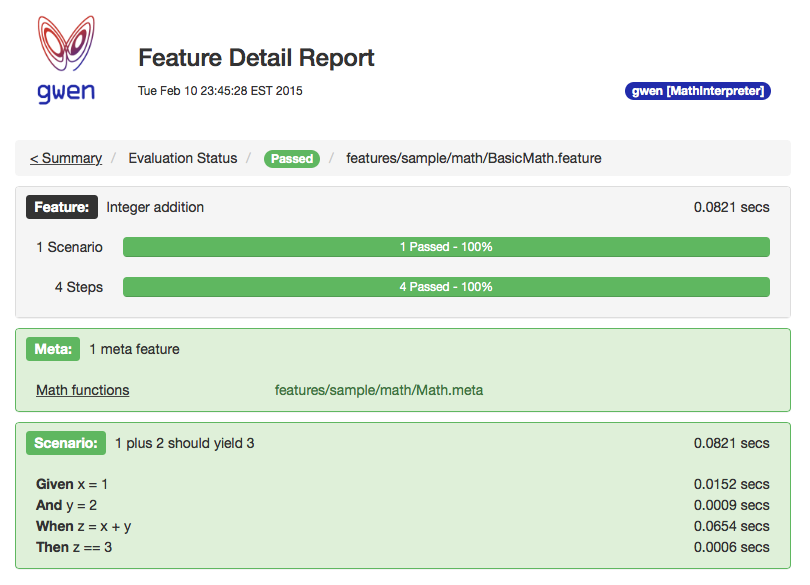 gwen
Feature Detail Report
Tue Feb 10 23:45:28 EST 2015
gwen [MathInterpreter]
< Summary / Evaluation Status / Passed / features/sample/math/BasicMath.feature
Feature: Integer addition 0.0821 secs
1 Scenario 1 Passed - 100%
4 Steps 4 Passed - 100%
Meta: 1 meta feature
Math functions features/sample/math/Math.meta
Scenario: 1 plus 2 should yield 3 0.0821 secs
Given x = 1 0.0152 secs
And y = 2 0.0009 secs
When z = x + y 0.0654 secs
Then z == 3 0.0006 secs